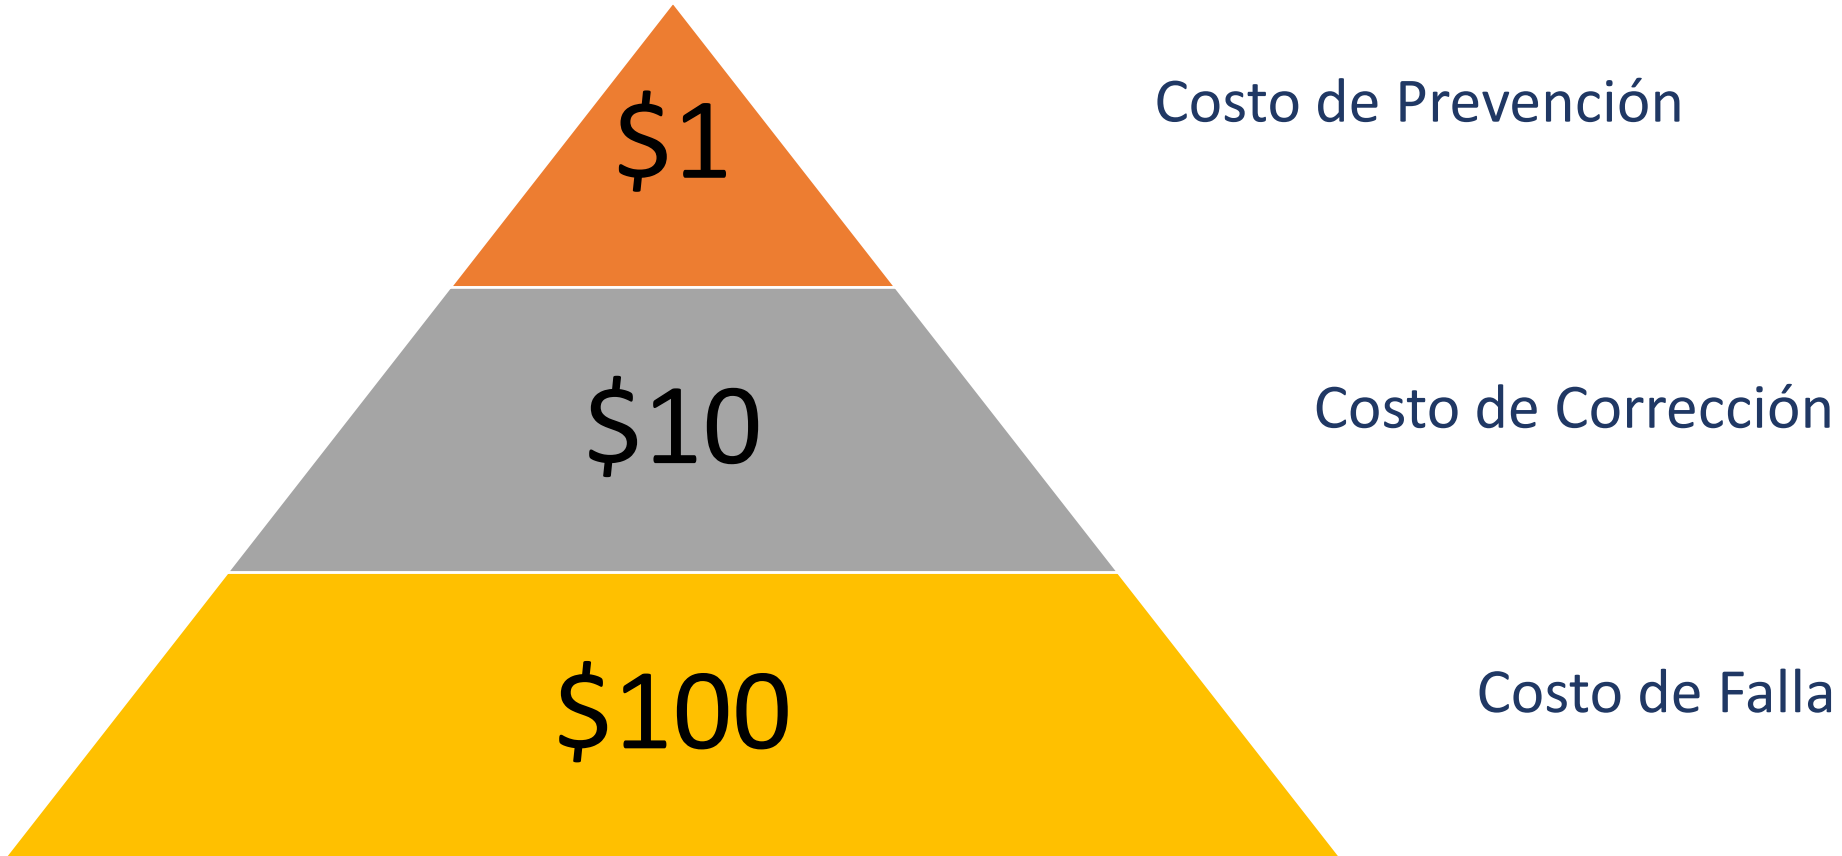 $1
Costo de Prevención
$10
Costo de Corrección
$100
Costo de Falla